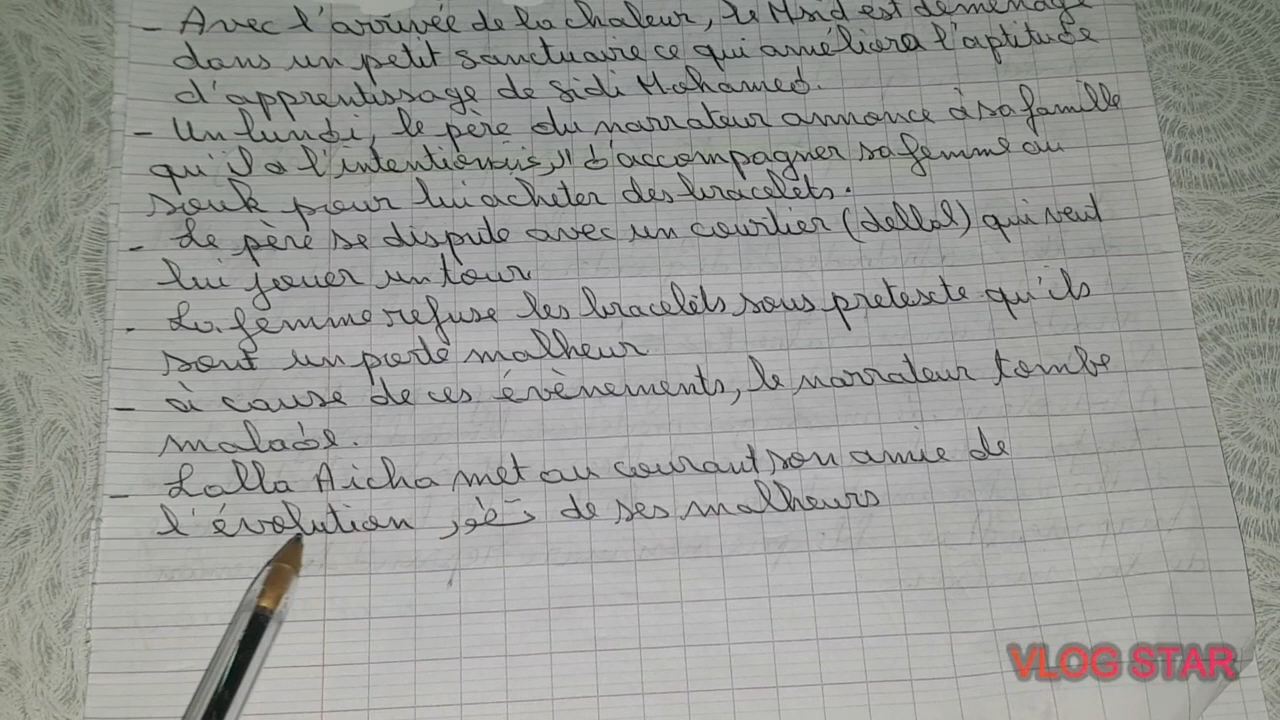 - Avec l'arrivée de la chaleur, le Msid est déménagé
dans un petit sanctuaire ce qui améliora l'aptitude
d'apprentissage de Sidi Mohamed.
- Un lundi, le père du narrateur annonce à sa famille
qu'il a l'intention d'accompagner sa femme au
souk pour lui acheter des bracelets.
- Le père se dispute avec un courtier (dellal) qui veut
lui jouer un tour
- La femme refuse les bracelets sous pretexte qu'ils
sont un porte malheur
- à cause de ces évènements, le narrateur tombe
malade.
- Lalla Aicha met au courant son amie de
l'évolution تطور de ses malheurs
VLOG STAR